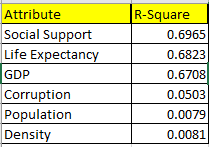 Attribute R-Square
Social Support 0.6965
Life Expectancy 0.6823
GDP 0.6708
Corruption 0.0503
Population 0.0079
Density 0.0081